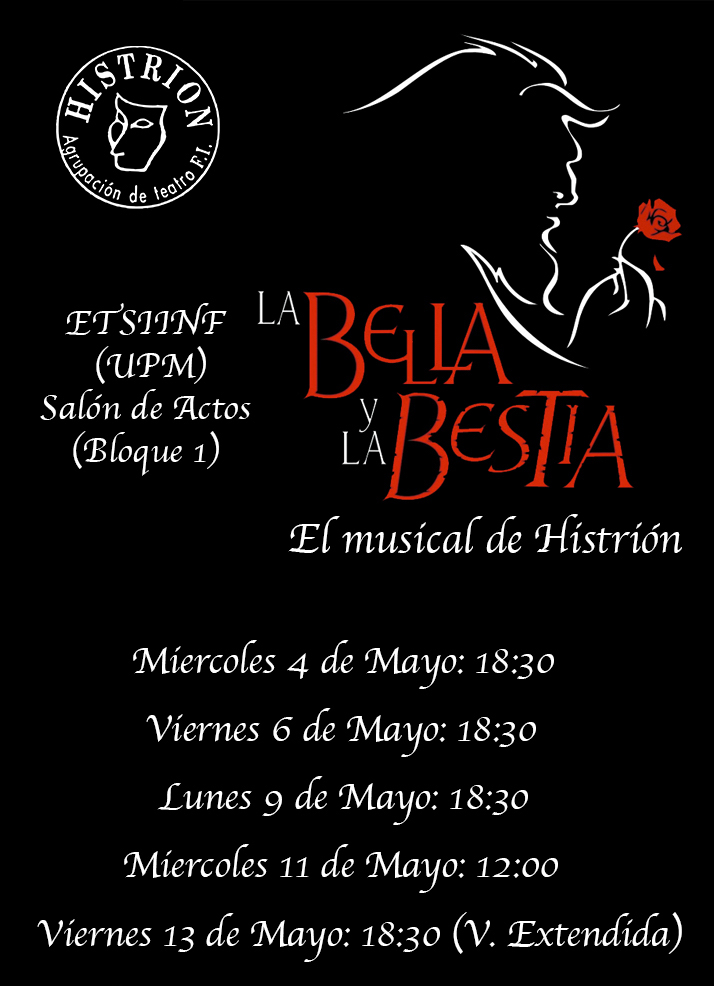 HISTRION
Agrupación de teatro F.I.
LA BELLA
y
LA BESTIA
ETSIINF
(UPM)
Salón de Actos
(Bloque 1)
El musical de Histrión
Miercoles 4 de Mayo: 18:30
Viernes 6 de Mayo: 18:30
Lunes 9 de Mayo: 18:30
Miercoles 11 de Mayo: 12:00
Viernes 13 de Mayo: 18:30 (V. Extendida)